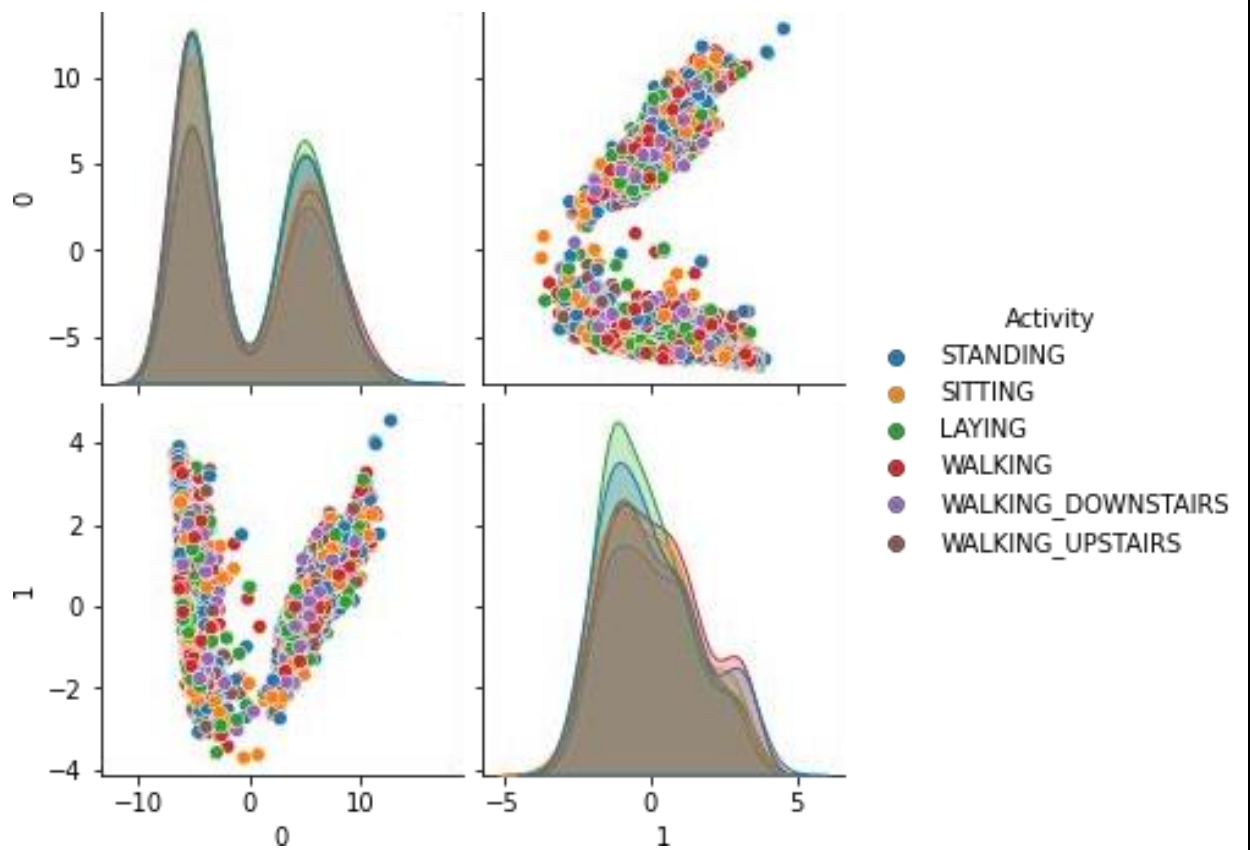 10
5
0
−5
0
4
2
0
−2
−4
1
−10 0 10
0
−5 0 5
1
Activity
STANDING
SITTING
LAYING
WALKING
WALKING_DOWNSTAIRS
WALKING_UPSTAIRS